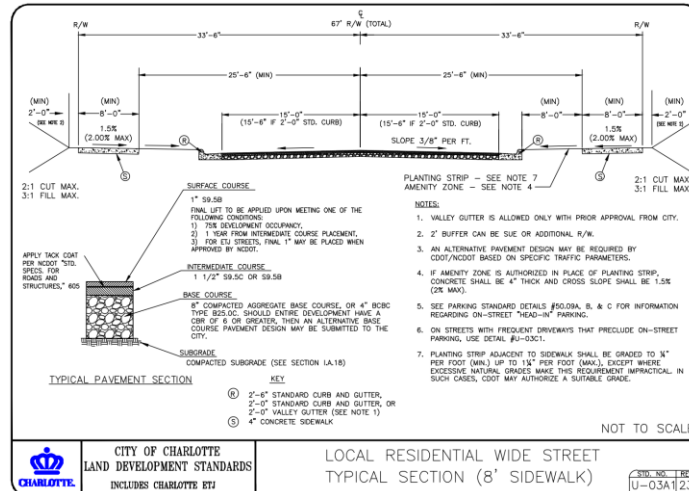 ℄
67' R/W (TOTAL)
R/W
R/W
33'-6"
33'-6"
25'-6" (MIN)
25'-6" (MIN)
(MIN)
2'-0"
(SEE NOTE 2)
(MIN)
8'-0"
15'-0"
(15'-6" IF 2'-0" STD. CURB)
15'-0"
(15'-6" IF 2'-0" STD. CURB)
(MIN)
8'-0"
(MIN)
8'-0"
(MIN)
2'-0"
1.5%
(2.00% MAX)
1.5%
(2.00% MAX)
R
R
SLOPE 3/8" PER FT.
S
S
2:1 CUT MAX.
3:1 FILL MAX.
2:1 CUT MAX.
3:1 FILL MAX.
PLANTING STRIP – SEE NOTE 7
AMENITY ZONE – SEE NOTE 4
SURFACE COURSE
1" S9.5B
FINAL LIFT TO BE APPLIED UPON MEETING ONE OF THE
FOLLOWING CONDITIONS:
1) 75% DEVELOPMENT OCCUPANCY,
2) 1 YEAR FROM INTERMEDIATE COURSE PLACEMENT,
3) FOR ETJ STREETS, FINAL 1" MAY BE PLACED WHEN
APPROVED BY NCDOT.
APPLY TACK COAT
PER NCDOT "STD.
SPECS. FOR
ROADS AND
STRUCTURES," 605
INTERMEDIATE COURSE
1 1/2" S9.5C OR S9.5B
BASE COURSE
8" COMPACTED AGGREGATE BASE COURSE, OR 4" BCBC
TYPE B25.0C. SHOULD ENTIRE DEVELOPMENT HAVE A
CBR OF 6 OR GREATER, THEN AN ALTERNATIVE BASE
COURSE PAVEMENT DESIGN MAY BE SUBMITTED TO THE
CITY.
SUBGRADE
COMPACTED SUBGRADE (SEE SECTION I.A.18)
TYPICAL PAVEMENT SECTION
KEY
R 2'-6" STANDARD CURB AND GUTTER,
2'-0" STANDARD CURB AND GUTTER, OR
2'-0" VALLEY GUTTER (SEE NOTE 1)
S 4" CONCRETE SIDEWALK
NOTES:
1. VALLEY GUTTER IS ALLOWED ONLY WITH PRIOR APPROVAL FROM CITY.
2. 2' BUFFER CAN BE SUE OR ADDITIONAL R/W.
3. AN ALTERNATIVE PAVEMENT DESIGN MAY BE REQUIRED BY
CDOT/NCDOT BASED ON SPECIFIC TRAFFIC PARAMETERS.
4. IF AMENITY ZONE IS AUTHORIZED IN PLACE OF PLANTING STRIP,
CONCRETE SHALL BE 4" THICK AND CROSS SLOPE SHALL BE 1.5%
(2% MAX).
5. SEE PARKING STANDARD DETAILS #50.09A, B, & C FOR INFORMATION
REGARDING ON-STREET "HEAD-IN" PARKING.
6. ON STREETS WITH FREQUENT DRIVEWAYS THAT PRECLUDE ON-STREET
PARKING, USE DETAIL #U-03C1.
7. PLANTING STRIP ADJACENT TO SIDEWALK SHALL BE GRADED TO ¼"
PER FOOT (MIN.) UP TO 1¼" PER FOOT (MAX.), EXCEPT WHERE
EXCESSIVE NATURAL GRADES MAKE THIS REQUIREMENT IMPRACTICAL. IN
SUCH CASES, CDOT MAY AUTHORIZE A SUITABLE GRADE.
NOT TO SCALE
CHARLOTTE.
CITY OF CHARLOTTE
LAND DEVELOPMENT STANDARDS
INCLUDES CHARLOTTE ETJ
LOCAL RESIDENTIAL WIDE STREET
TYPICAL SECTION (8' SIDEWALK)
STD. NO.
U-03A1